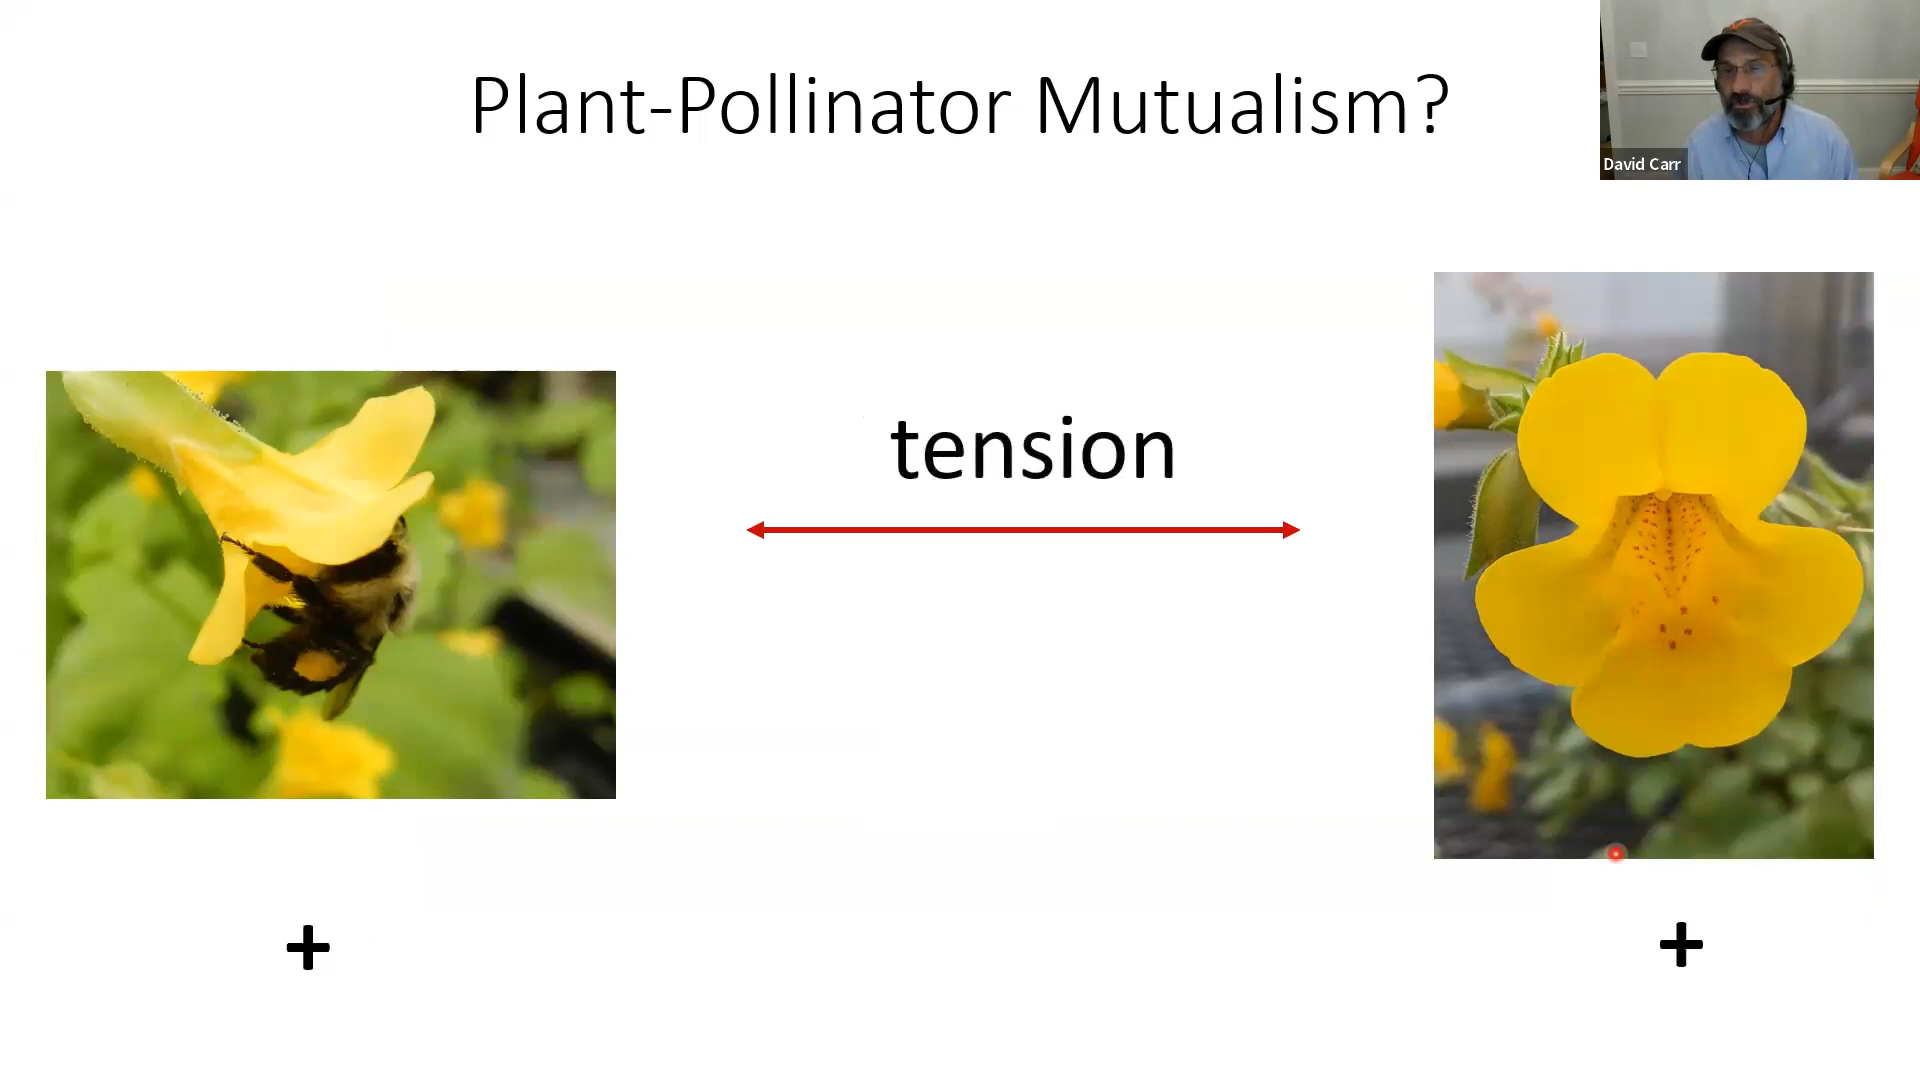 Plant-Pollinator Mutualism?
David Carr
tension
+
+